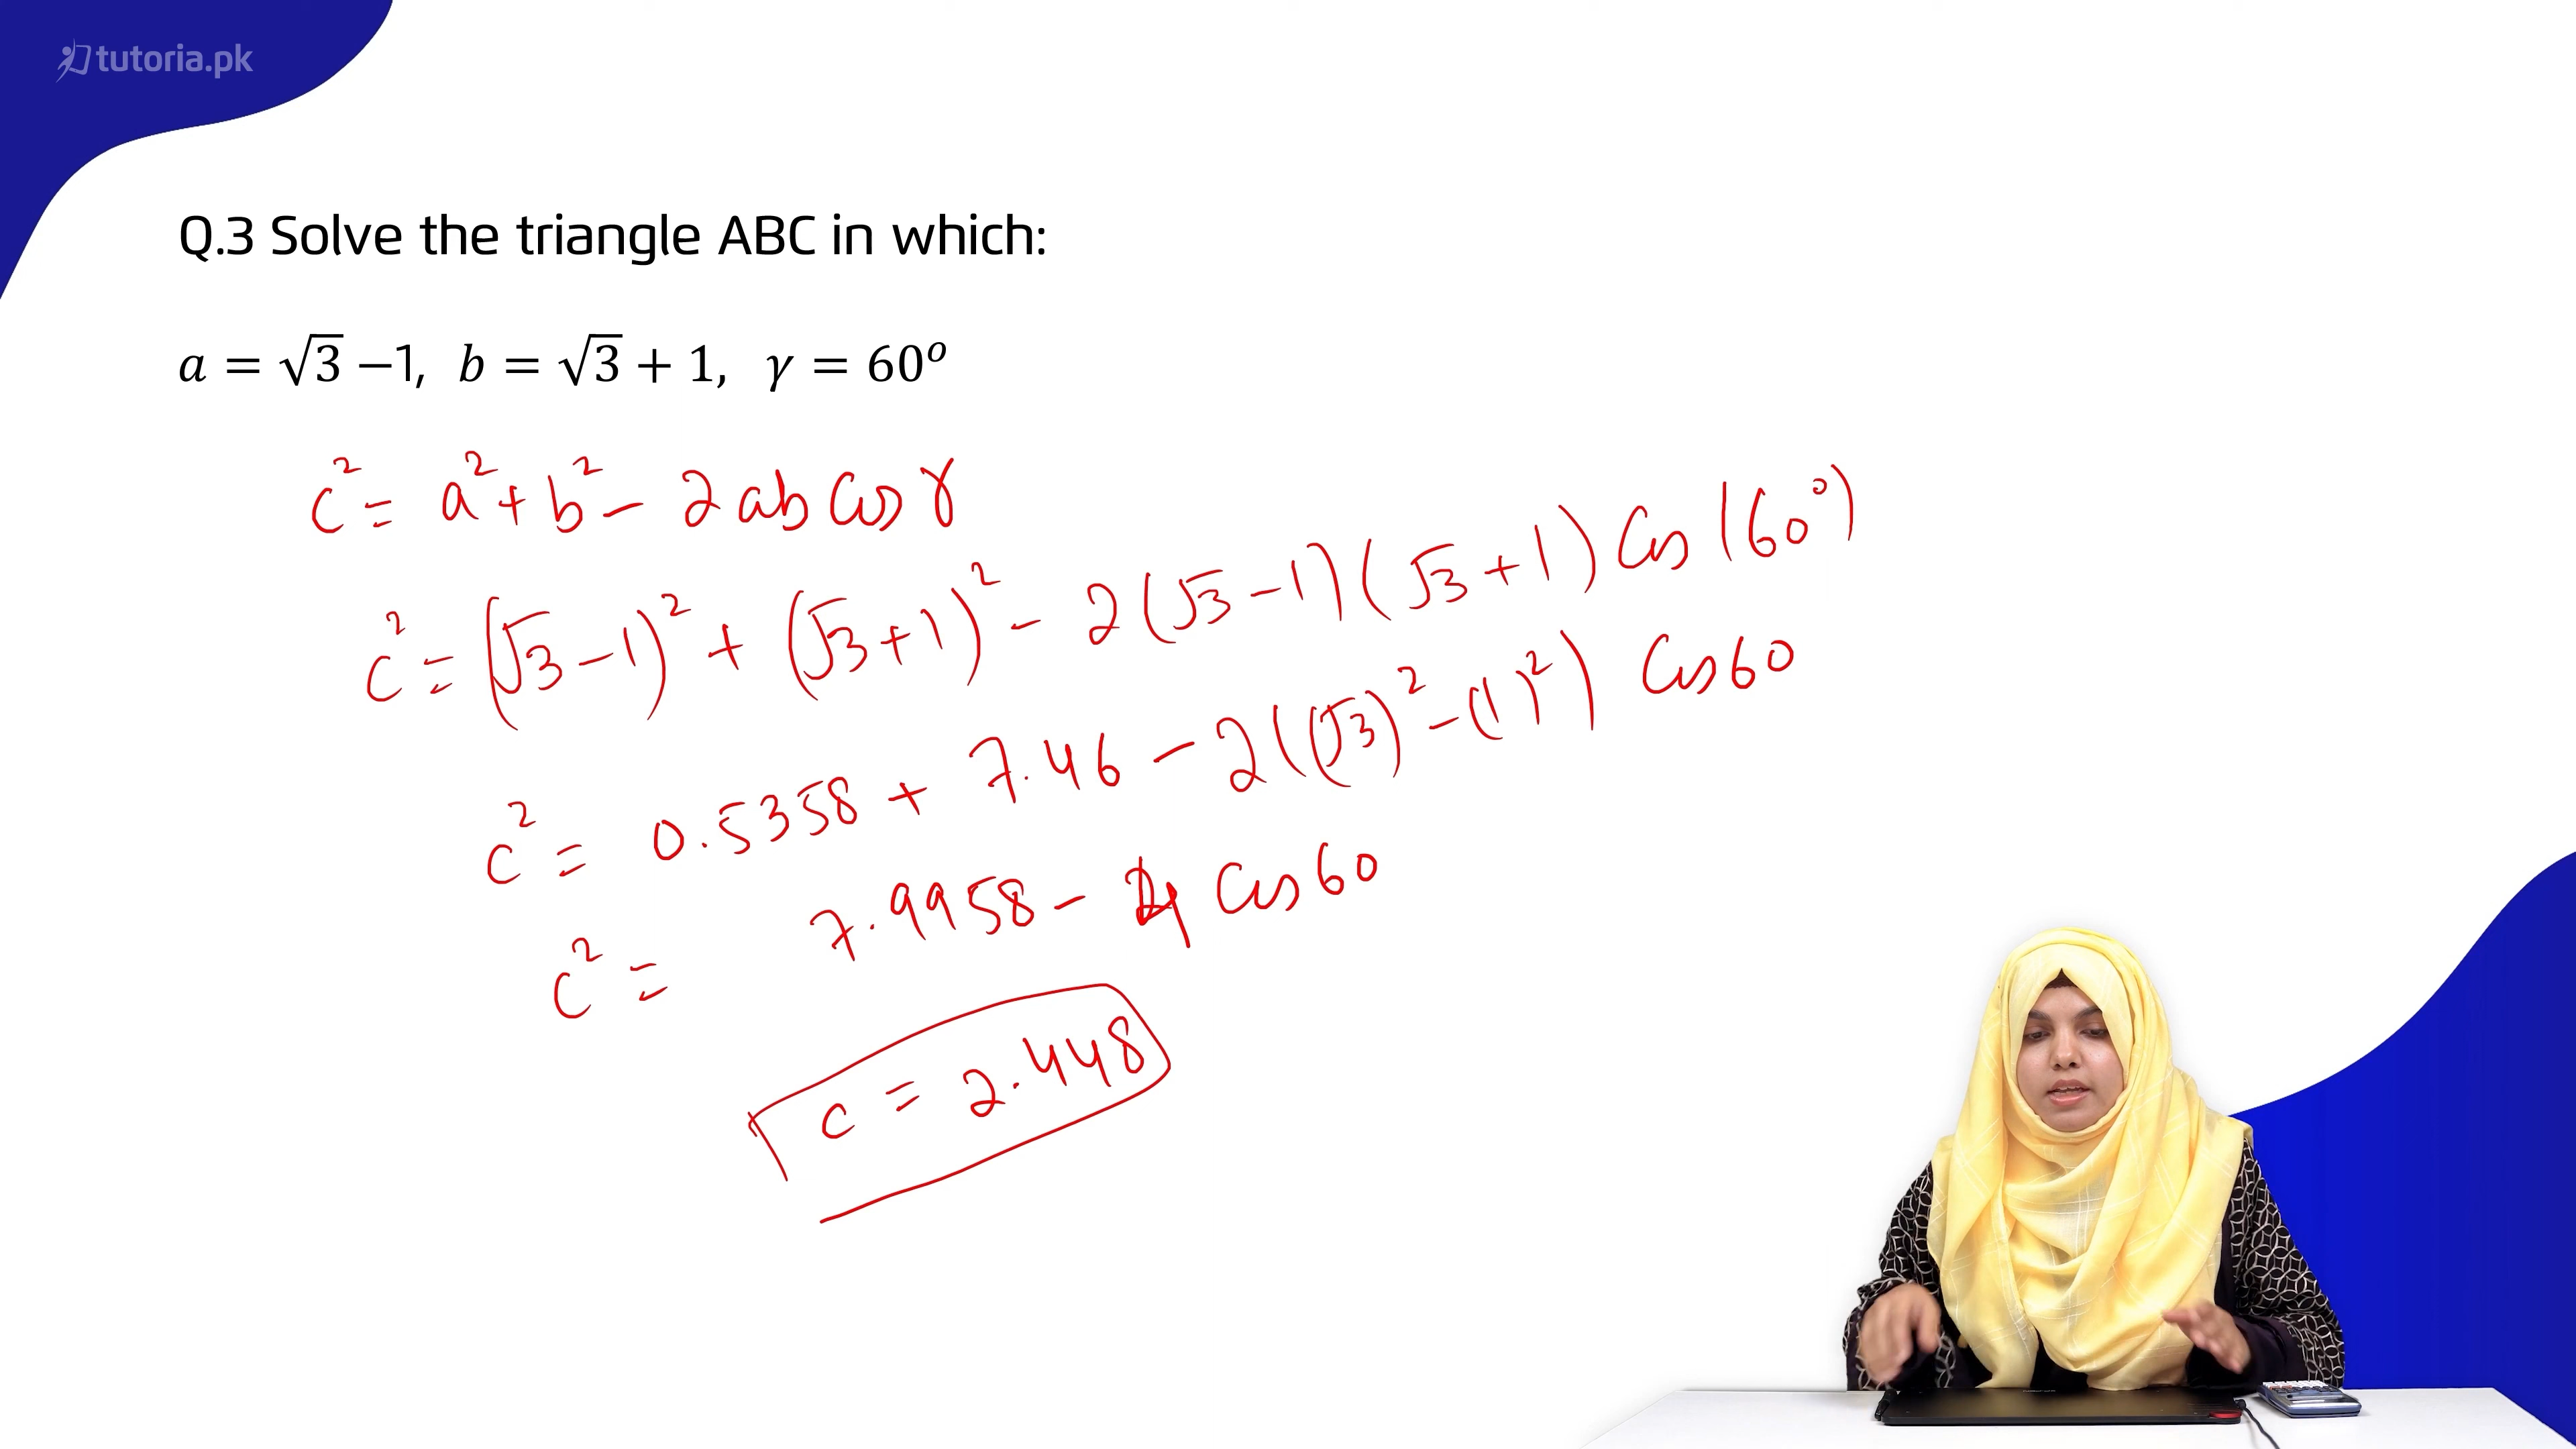 tutoria.pk
Q.3 Solve the triangle ABC in which:
a = √3 −1, b = √3 + 1, γ = 60°
c² = a² + b² − 2ab Cos γ
c² = (√3−1)² + (√3+1)² − 2(√3−1)(√3+1) Cos (60°)
c² = 0.5358 + 7.46 − 2((√3)² − (1)²) Cos 60
c² = 7.9958 − 4 Cos 60
c = 2.448